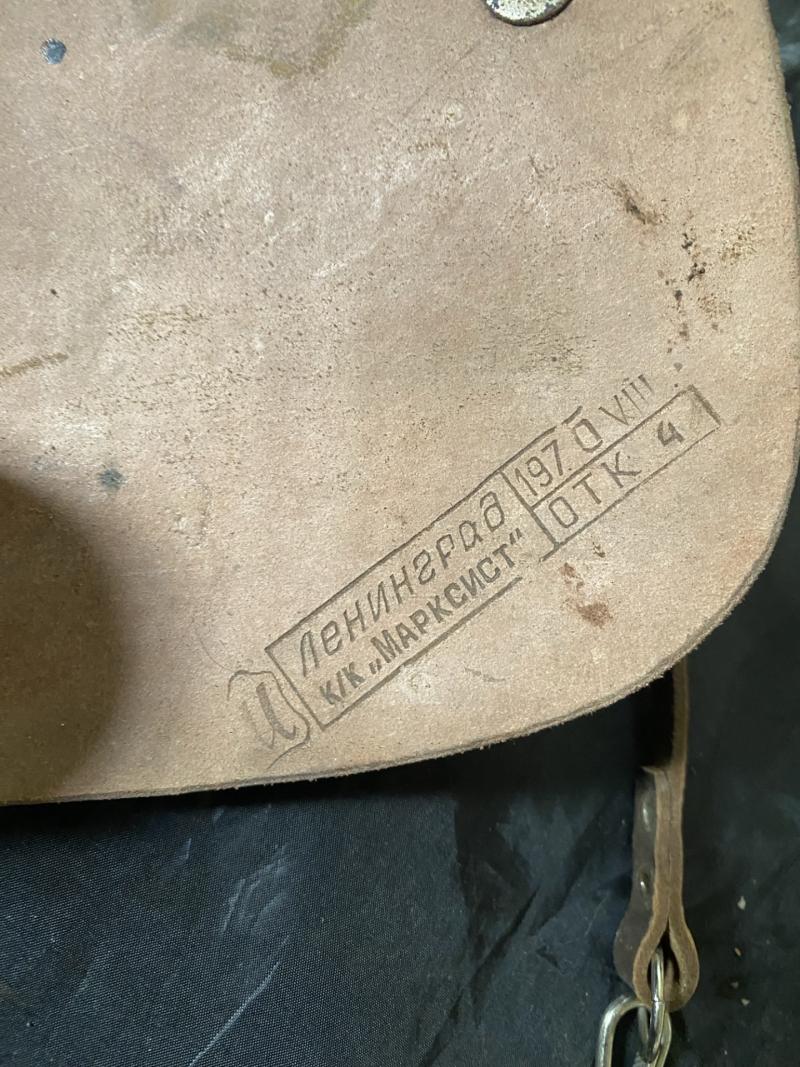 Ленинград
К/К „МАРКСИСТ“
1970 VIII
ОТК 4
И